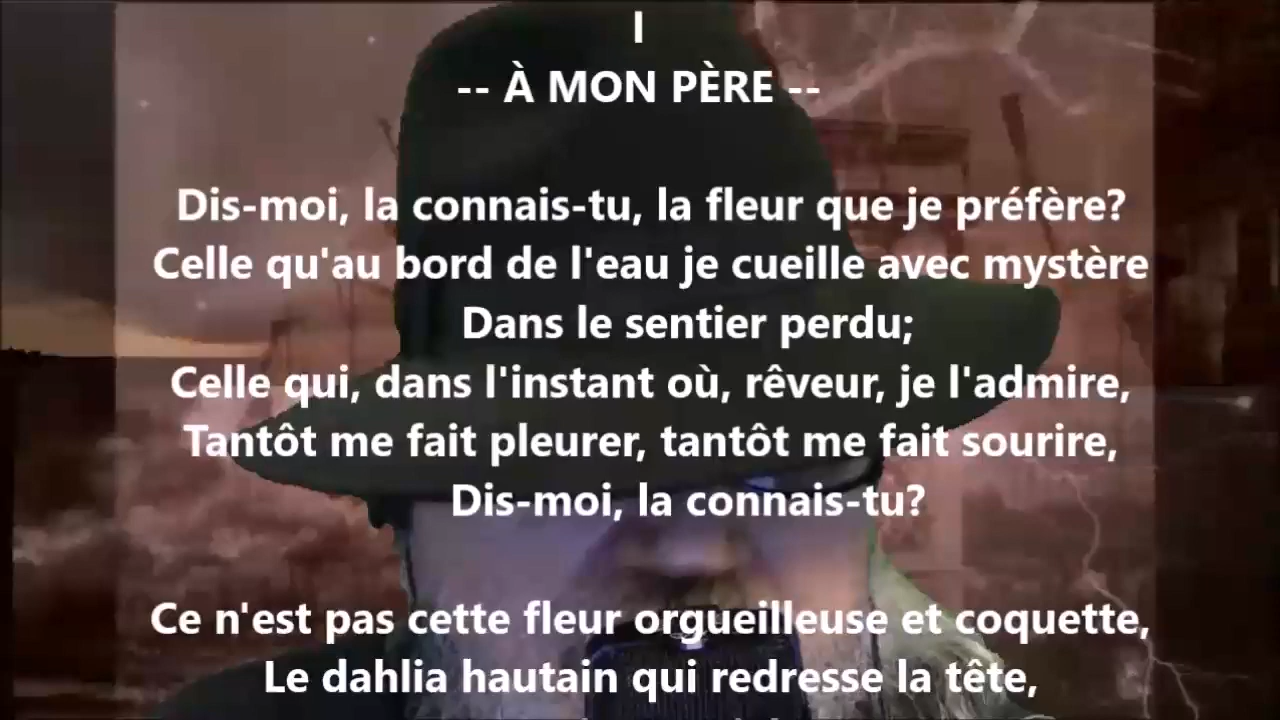 I
-- À MON PÈRE --
Dis-moi, la connais-tu, la fleur que je préfère?
Celle qu'au bord de l'eau je cueille avec mystère
Dans le sentier perdu;
Celle qui, dans l'instant où, rêveur, je l'admire,
Tantôt me fait pleurer, tantôt me fait sourire,
Dis-moi, la connais-tu?
Ce n'est pas cette fleur orgueilleuse et coquette,
Le dahlia hautain qui redresse la tête,